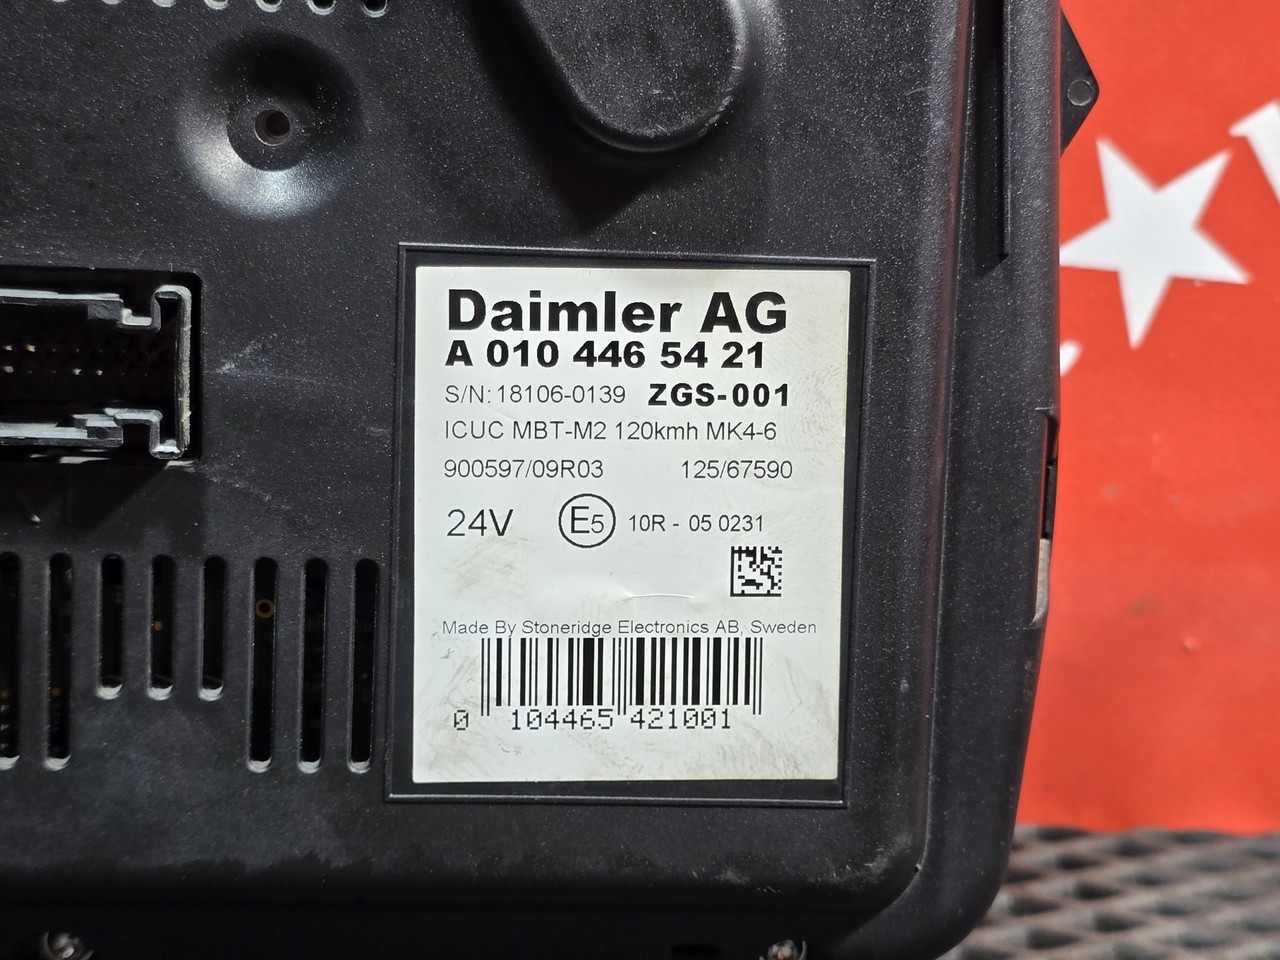 Daimler AG
A 010 446 54 21
S/N: 18106-0139 ZGS-001
ICUC MBT-M2 120kmh MK4-6
900597/09R03 125/67590
24V E5 10R - 05 0231
Made By Stoneridge Electronics AB, Sweden
0 104465 421001